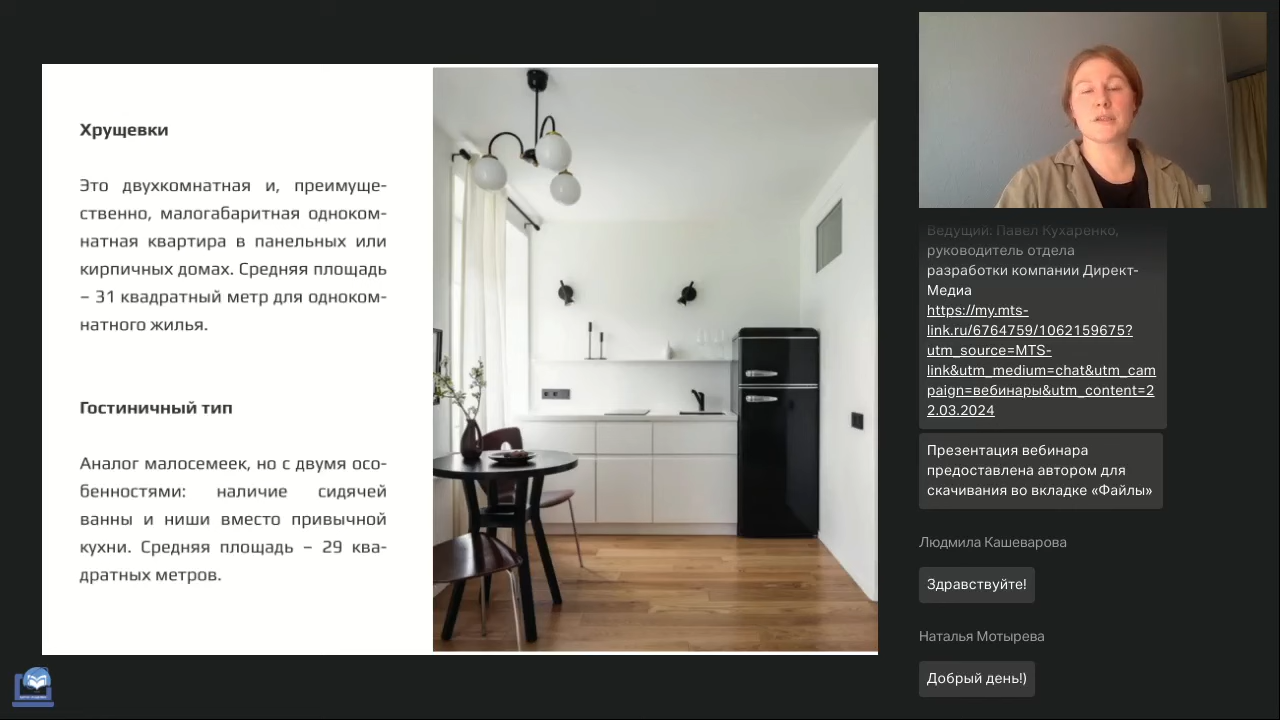 Хрущевки
Это двухкомнатная и, преимуще-
ственно, малогабаритная одноком-
натная квартира в панельных или
кирпичных домах. Средняя площадь
– 31 квадратный метр для одноком-
натного жилья.
Гостиничный тип
Аналог малосемеек, но с двумя осо-
бенностями: наличие сидячей
ванны и ниши вместо привычной
кухни. Средняя площадь – 29 ква-
дратных метров.
Ведущий: Павел Кухаренко,
руководитель отдела
разработки компании Директ-
Медиа
https://my.mts-
link.ru/6764759/1062159675?
utm_source=MTS-
link&utm_medium=chat&utm_cam
paign=вебинары&utm_content=2
2.03.2024
Презентация вебинара
предоставлена автором для
скачивания во вкладке «Файлы»
Людмила Кашеварова
Здравствуйте!
Наталья Мотырева
Добрый день!)